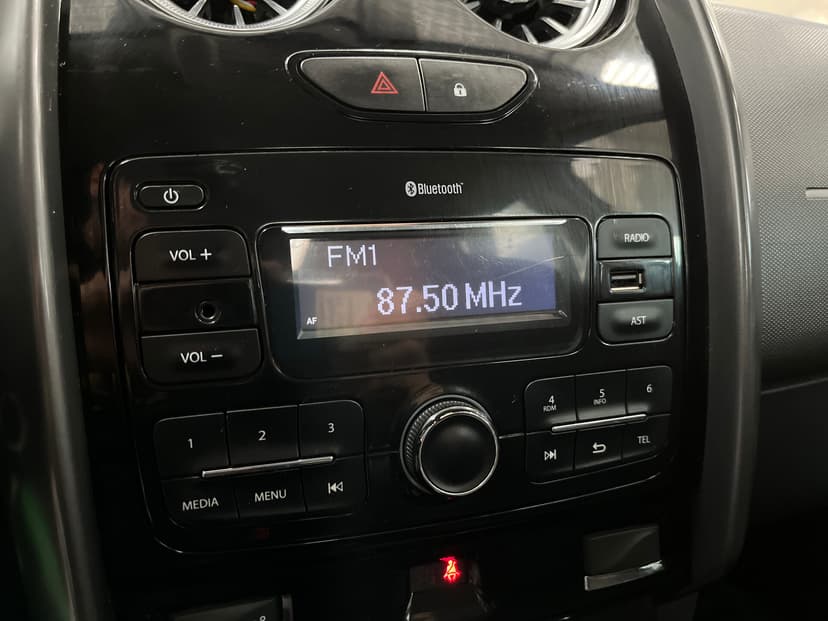 Bluetooth
VOL +
FM1
87.50 MHz
AF
RADIO
AST
VOL −
1
2
3
4
RDM
5
INFO
6
MEDIA
MENU
TEL